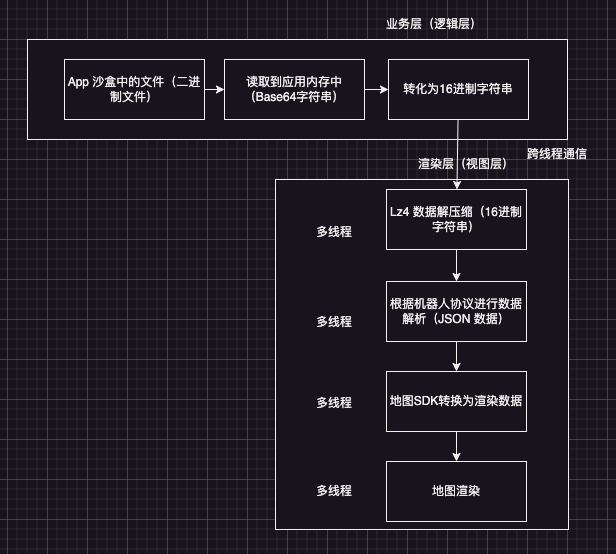 业务层（逻辑层）
App 沙盒中的文件（二进
制文件）
读取到应用内存中
（Base64字符串）
转化为16进制字符串
跨线程通信
渲染层（视图层）
多线程
Lz4 数据解压缩（16进制
字符串）
多线程
根据机器人协议进行数据
解析（JSON 数据）
多线程
地图SDK转换为渲染数据
多线程
地图渲染